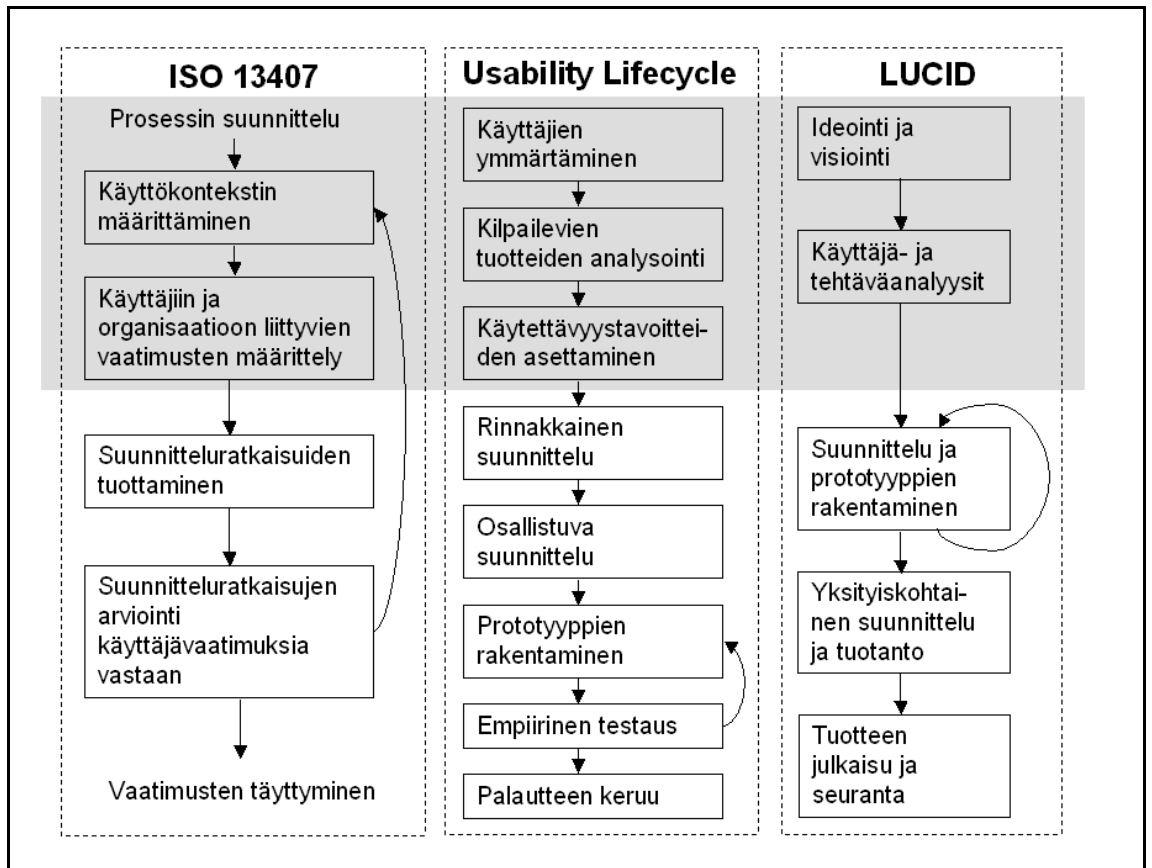 ISO 13407
Prosessin suunnittelu
Käyttökontekstin
määrittäminen
Käyttäjiin ja
organisaatioon liittyvien
vaatimusten määrittely
Suunnitteluratkaisuiden
tuottaminen
Suunnitteluratkaisujen
arviointi
käyttäjävaatimuksia
vastaan
Vaatimusten täyttyminen
Usability Lifecycle
Käyttäjien
ymmärtäminen
Kilpailevien
tuotteiden analysointi
Käytettävyystavoittei-
den asettaminen
Rinnakkainen
suunnittelu
Osallistuva
suunnittelu
Prototyyppien
rakentaminen
Empiirinen testaus
Palautteen keruu
LUCID
Ideointi ja
visiointi
Käyttäjä- ja
tehtäväanalyysit
Suunnittelu ja
prototyyppien
rakentaminen
Yksityiskohtai-
nen suunnittelu
ja tuotanto
Tuotteen
julkaisu ja
seuranta